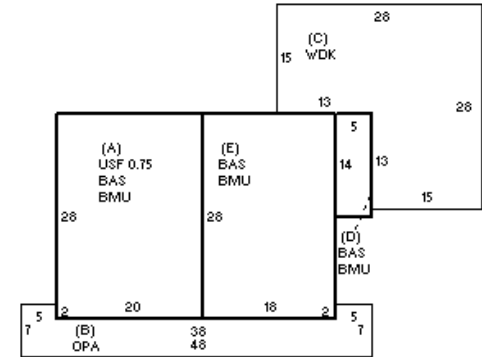 28
(C)
15 WDK
28
13
5
(A) (E)
USF 0.75 BAS 14 13
BAS BMU
BMU
15
28 28
(D)
BAS
BMU
5 2 20 18 2 5
7 (B) 38 7
OPA 48